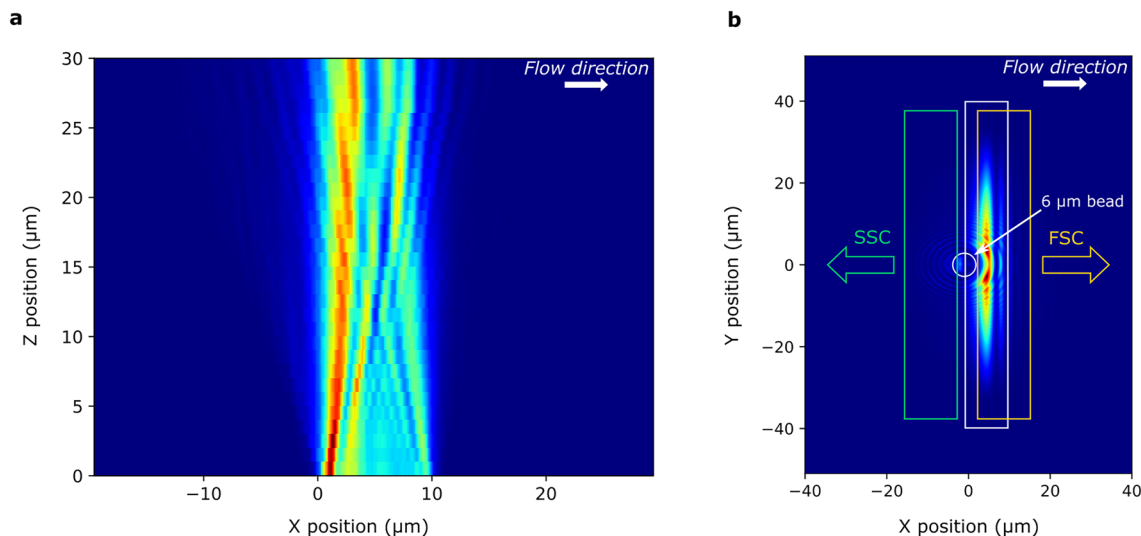 a
30
25
20
15
10
5
0
Z position (μm)
−10
0
10
20
X position (μm)
Flow direction
b
40
20
0
−20
−40
Y position (μm)
−40
−20
0
20
40
X position (μm)
Flow direction
6 μm bead
SSC
FSC